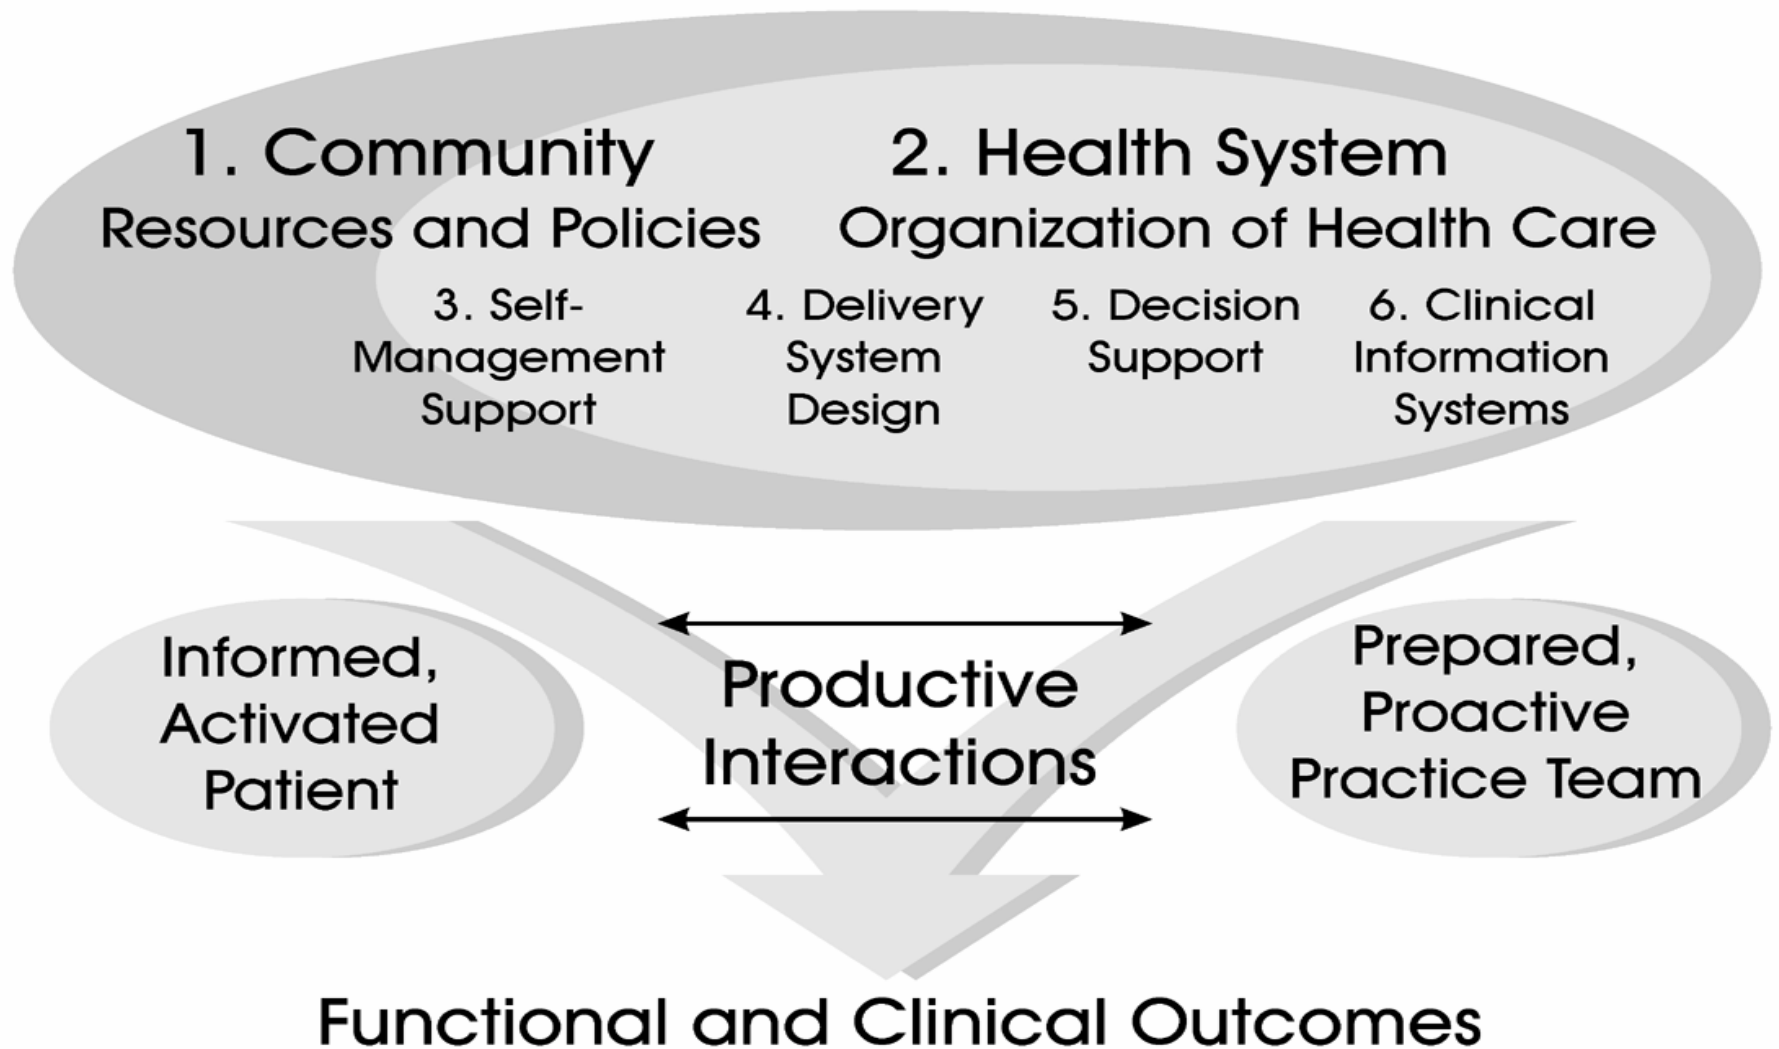 1. Community
Resources and Policies
2. Health System
Organization of Health Care
3. Self-
Management
Support
4. Delivery
System
Design
5. Decision
Support
6. Clinical
Information
Systems
Informed,
Activated
Patient
Productive
Interactions
Prepared,
Proactive
Practice Team
Functional and Clinical Outcomes